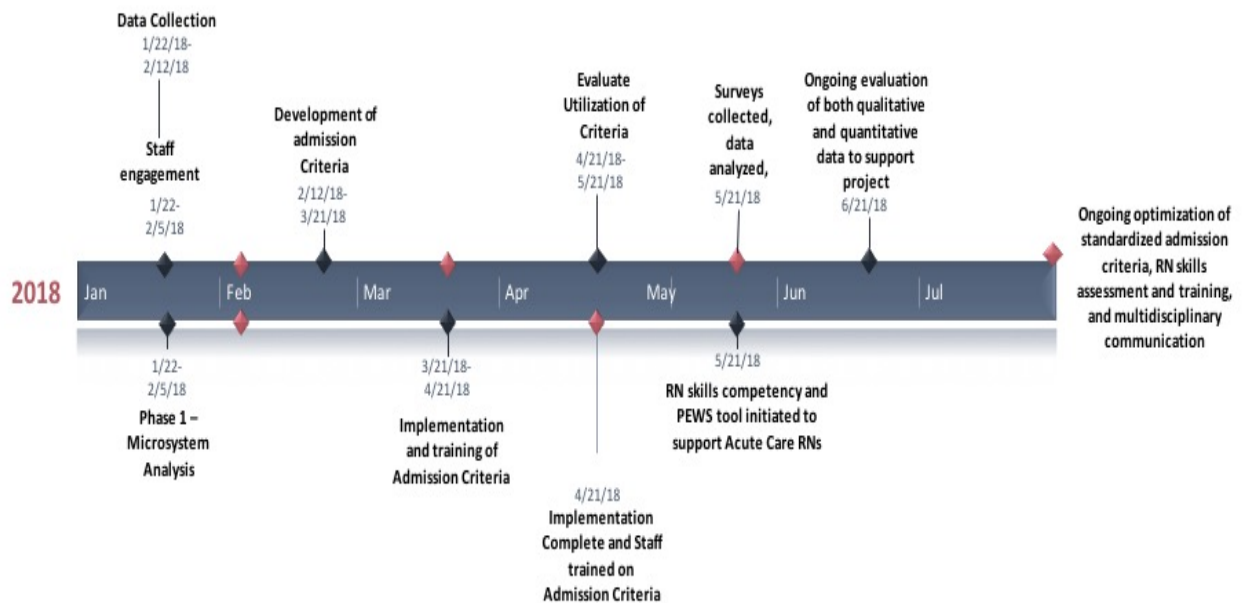 Data Collection
1/22/18-
2/12/18
Staff
engagement
1/22-
2/5/18
Development of
admission
Criteria
2/12/18-
3/21/18
Evaluate
Utilization of
Criteria
4/21/18-
5/21/18
Surveys
collected,
data
analyzed,
5/21/18
Ongoing evaluation
of both qualitative
and quantitative
data to support
project
6/21/18
Ongoing optimization of
standardized admission
criteria, RN skills
assessment and training,
and multidisciplinary
communication
2018
Jan
Feb
Mar
Apr
May
Jun
Jul
1/22-
2/5/18
Phase 1 –
Microsystem
Analysis
3/21/18-
4/21/18
Implementation
and training of
Admission Criteria
4/21/18
Implementation
Complete and Staff
trained on
Admission Criteria
5/21/18
RN skills competency and
PEWS tool initiated to
support Acute Care RNs